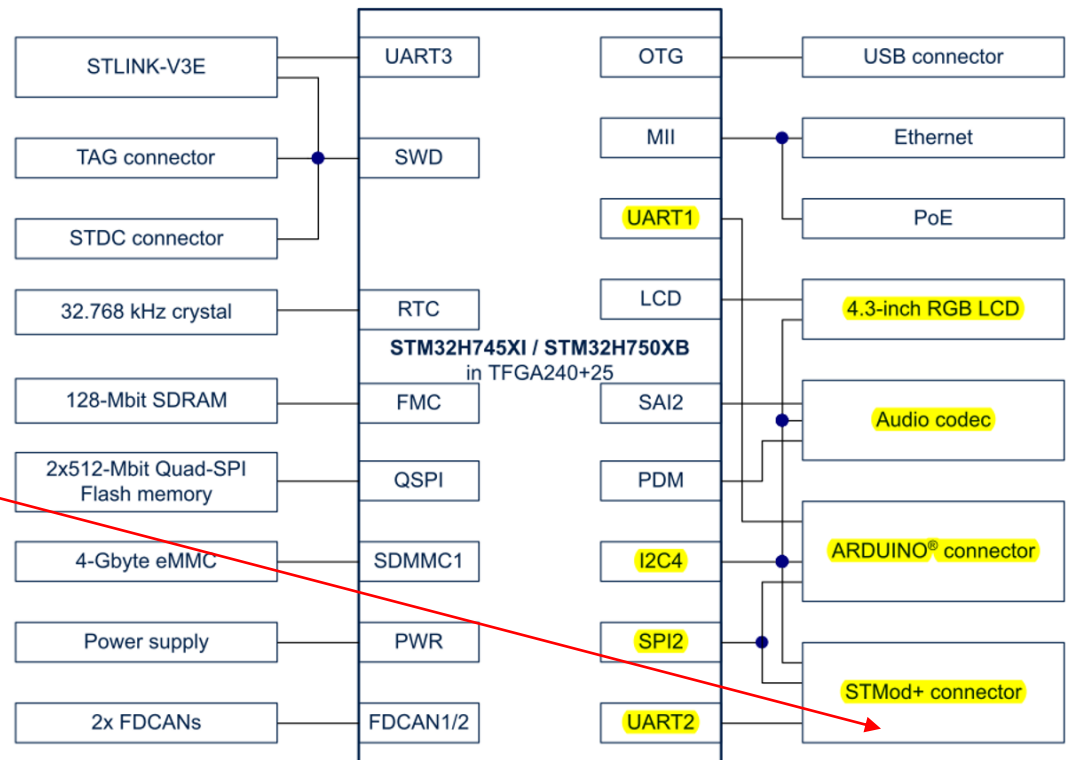 STLINK-V3E
UART3
OTG
USB connector
TAG connector
SWD
MII
Ethernet
STDC connector
UART1
PoE
32.768 kHz crystal
RTC
LCD
4.3-inch RGB LCD
STM32H745XI / STM32H750XB
in TFGA240+25
128-Mbit SDRAM
FMC
SAI2
Audio codec
2x512-Mbit Quad-SPI
Flash memory
QSPI
PDM
4-Gbyte eMMC
SDMMC1
I2C4
ARDUINO® connector
Power supply
PWR
SPI2
STMod+ connector
2x FDCANs
FDCAN1/2
UART2